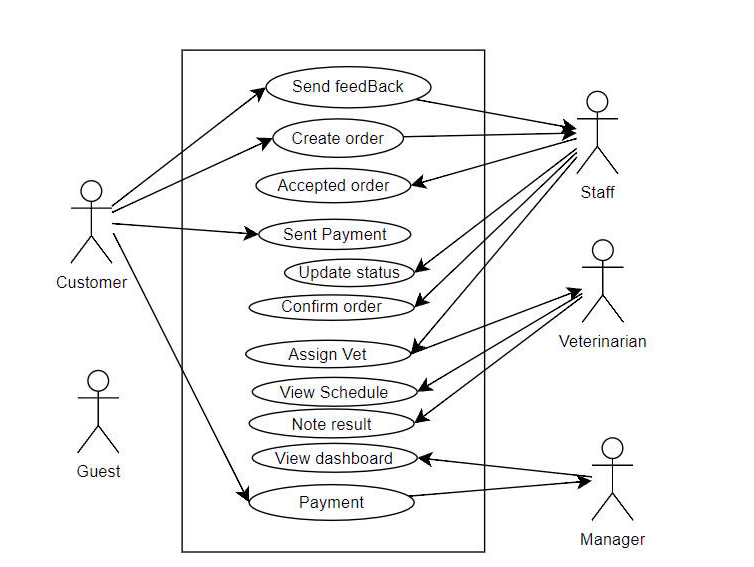 Send feedBack
Create order
Staff
Accepted order
Sent Payment
Customer
Update status
Confirm order
Veterinarian
Assign Vet
View Schedule
Note result
View dashboard
Guest
Payment
Manager